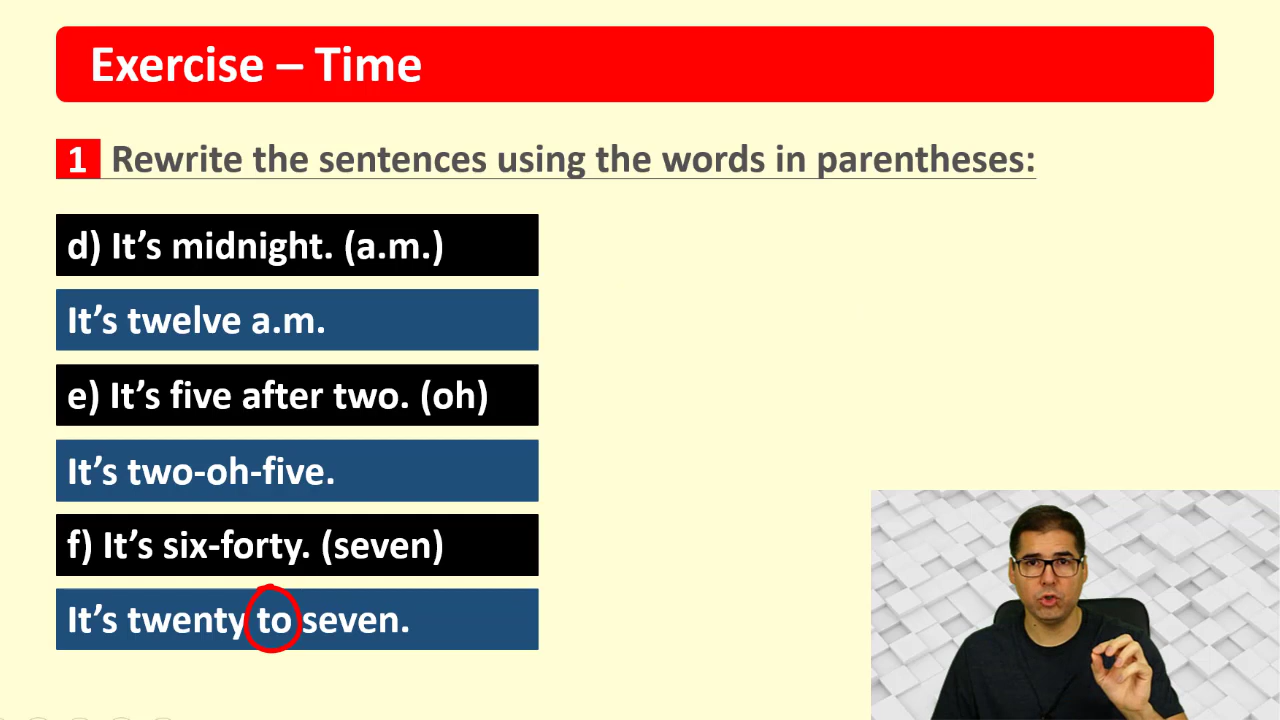 Exercise – Time
1 Rewrite the sentences using the words in parentheses:
d) It’s midnight. (a.m.)
It’s twelve a.m.
e) It’s five after two. (oh)
It’s two-oh-five.
f) It’s six-forty. (seven)
It’s twenty to seven.